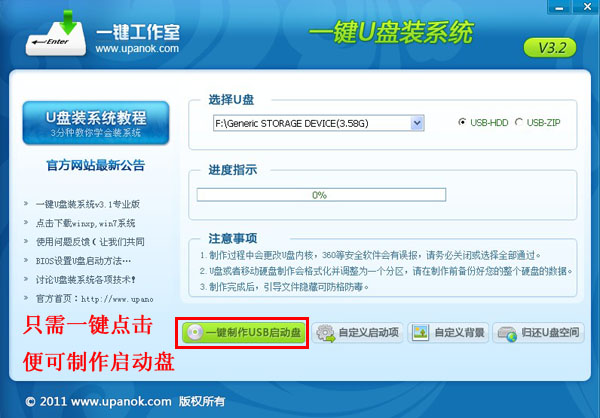 Enter
一键工作室
www.upanok.com
一键U盘装系统
V3.2
U盘装系统教程
3分种教你学会装系统
官方网站最新公告
» 一键U盘装系统v3.1专业版
» 点击下载winxp,win7系统
» 使用问题反馈(让我们共同
» BIOS设置U盘启动方法…
» 讨论U盘装系统各项技术!
» 官方首页:http://www.upano
选择U盘
F:\Generic STORAGE DEVICE(3.58G)
USB-HDD
USB-ZIP
进度指示
0%
注意事项
1. 制作过程中会更改U盘内核，360等安全软件会有误报，请务必关闭或选择全部通过。
2. U盘或者移动硬盘制作会格式化并调整为一个分区，请在制作前备份好您的整个硬盘的数据。
3. 制作完成后，引导文件隐藏可防格防毒。
只需一键点击
便可制作启动盘
一键制作USB启动盘
自定义启动项
自定义背景
归还U盘空间
© 2011 www.upanok.com 版权所有